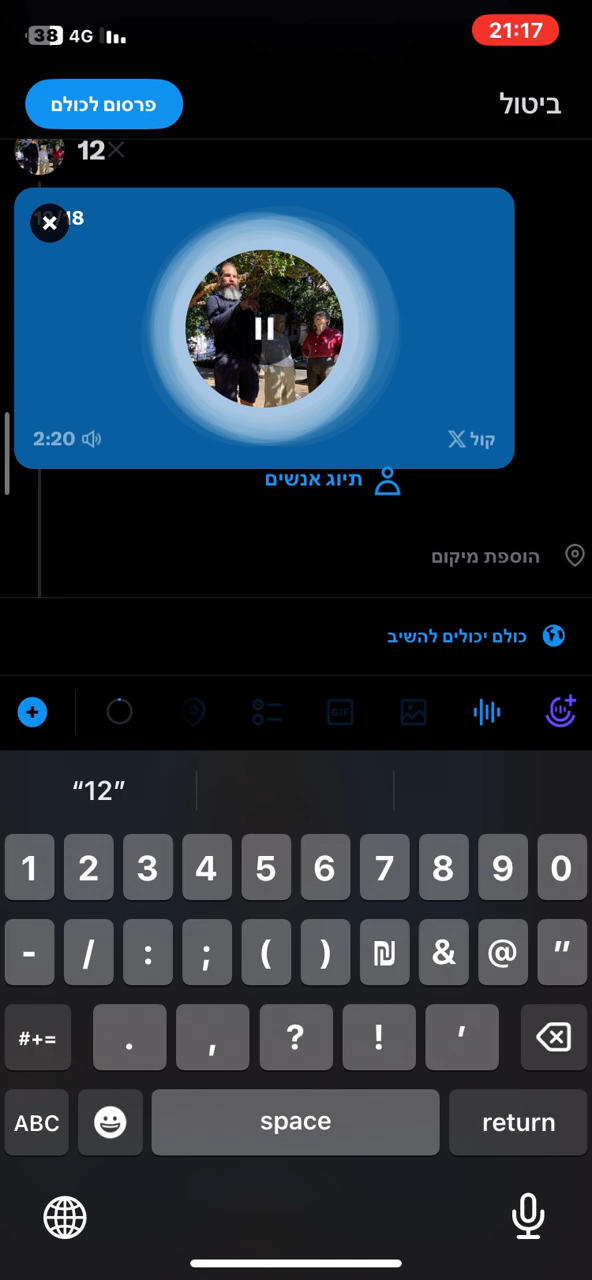 38 4G 21:17
ביטול פרסום לכולם
12
/18
2:20
קול
תיוג אנשים
הוספת מיקום
כולם יכולים להשיב
GIF
“12”
1 2 3 4 5 6 7 8 9 0
- / : ; ( ) ₪ & @ "
#+= . , ? ! '
ABC space return